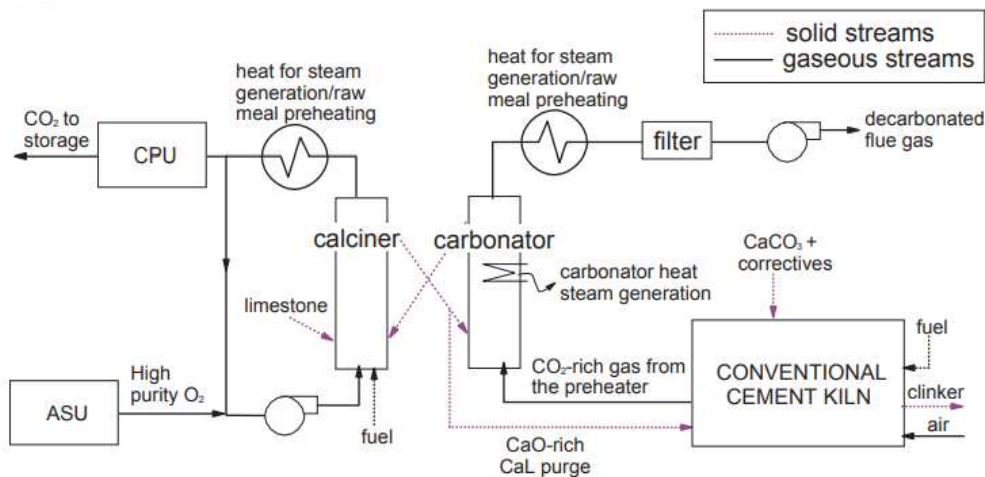 solid streams
gaseous streams
heat for steam
generation/raw
meal preheating
heat for steam
generation/raw
meal preheating
CO₂ to
storage
CPU
filter
decarbonated
flue gas
calciner
carbonator
CaCO₃ +
correctives
carbonator heat
steam generation
limestone
fuel
High
purity O₂
CO₂-rich gas from
the preheater
CONVENTIONAL
CEMENT KILN
clinker
ASU
fuel
air
CaO-rich
CaL purge